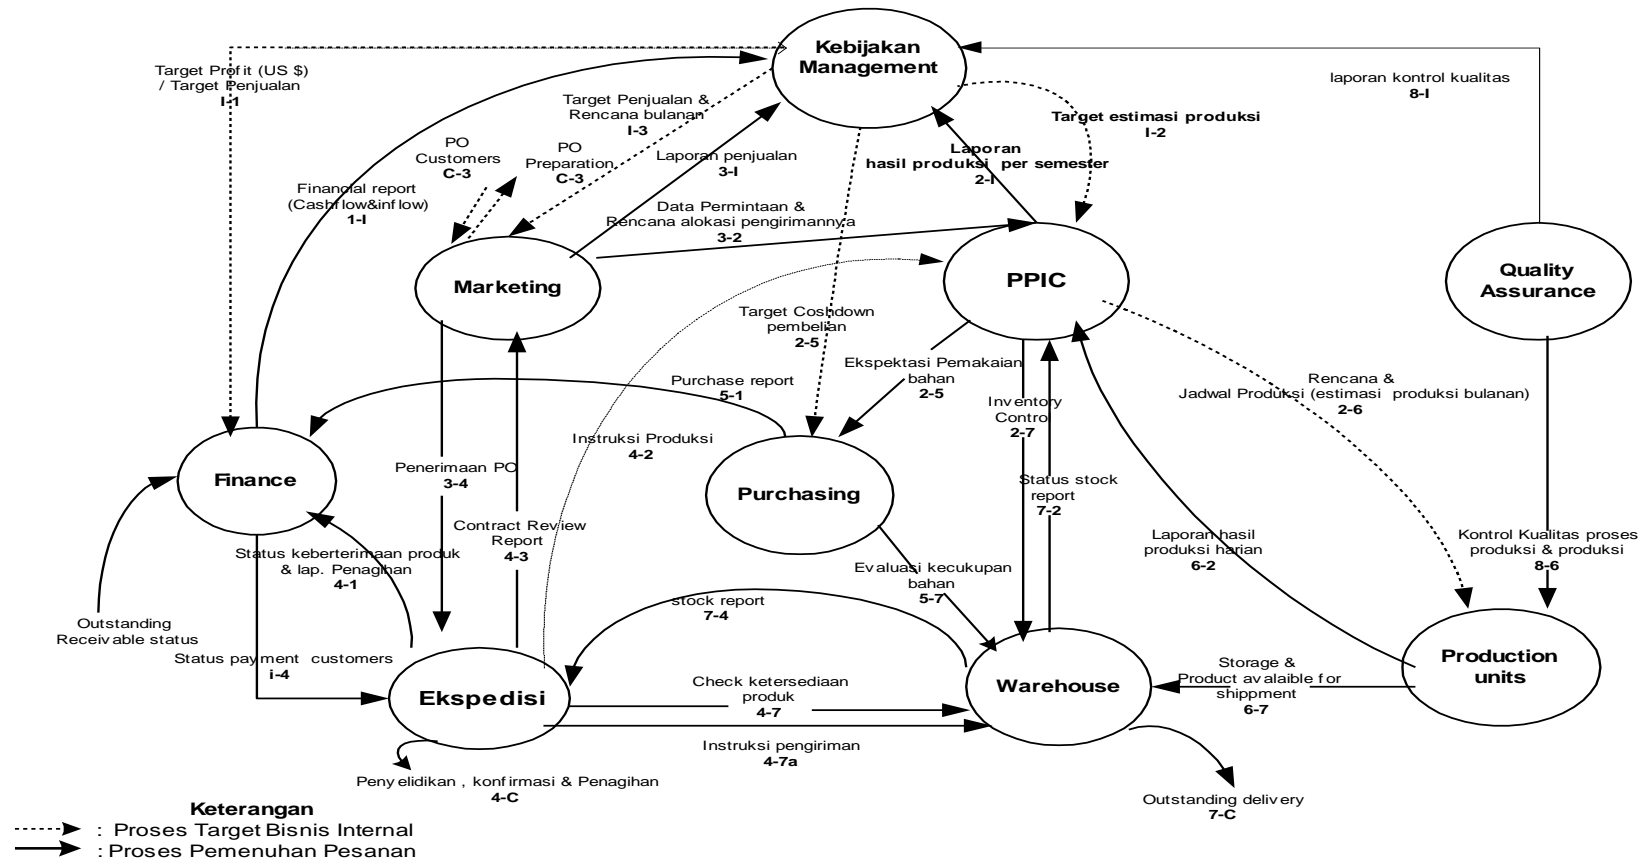 Kebijakan
Management
Target Profit (US $)
/ Target Penjualan
I-1
Target Penjualan &
Rencana bulanan
I-3
laporan kontrol kualitas
8-I
Target estimasi produksi
I-2
PO
Customers
C-3
PO
Preparation
C-3
Laporan penjualan
3-I
Laporan
hasil produksi per semester
2-I
Financial report
(Cashflow&inflow)
1-I
Data Permintaan &
Rencana alokasi pengirimannya
3-2
Marketing
PPIC
Quality
Assurance
Target Coshdown
pembelian
2-5
Ekspektasi Pemakaian
bahan
2-5
Purchase report
5-1
Inventory
Control
2-7
Rencana &
Jadwal Produksi (estimasi produksi bulanan)
2-6
Instruksi Produksi
4-2
Finance
Penerimaan PO
3-4
Purchasing
Status stock
report
7-2
Contract Review
Report
4-3
Laporan hasil
produksi harian
6-2
Kontrol Kualitas proses
produksi & produksi
8-6
Status keberterimaan produk
& lap. Penagihan
4-1
Evaluasi kecukupan
bahan
5-7
stock report
7-4
Outstanding
Receivable status
Status payment customers
i-4
Ekspedisi
Check ketersediaan
produk
4-7
Warehouse
Storage &
Product avalaible for
shippment
6-7
Production
units
Instruksi pengiriman
4-7a
Penyelidikan , konfirmasi & Penagihan
4-C
Outstanding delivery
7-C
Keterangan
: Proses Target Bisnis Internal
: Proses Pemenuhan Pesanan